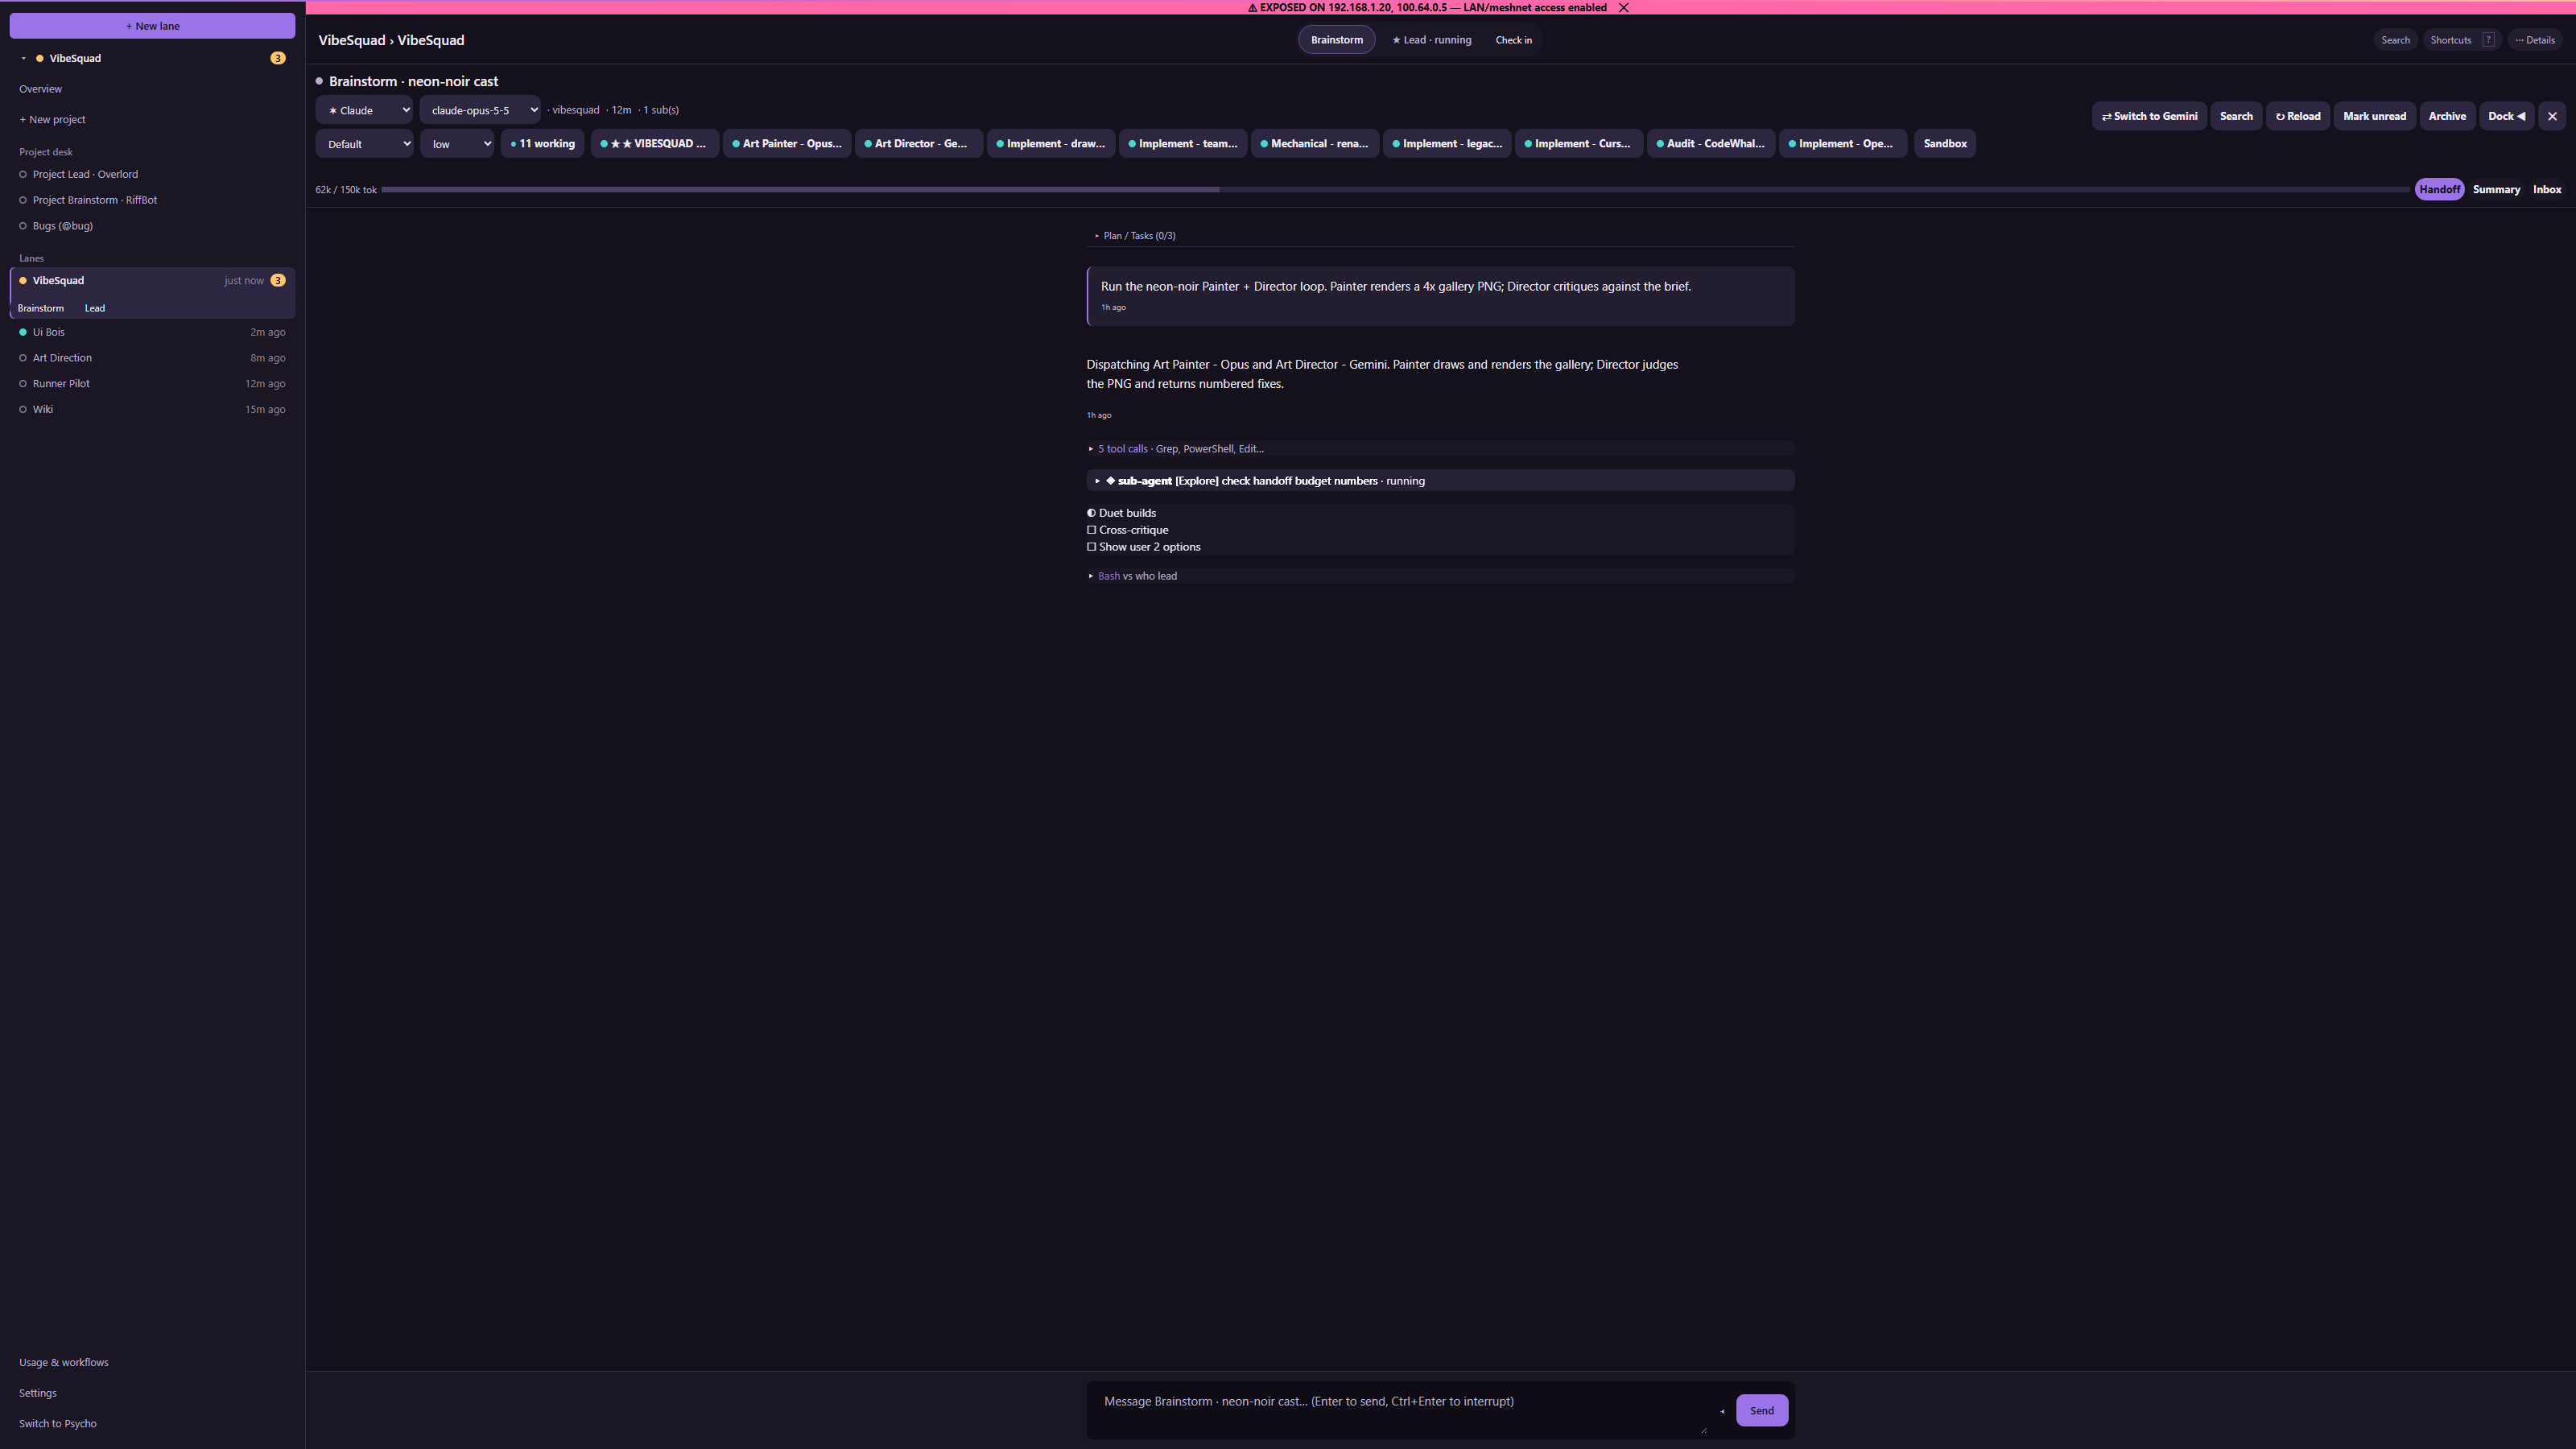 + New lane
VibeSquad 3
Overview
+ New project
Project desk
Project Lead · Overlord
Project Brainstorm · RiffBot
Bugs (@bug)
Lanes
VibeSquad just now 3
Brainstorm Lead
Ui Bois 2m ago
Art Direction 8m ago
Runner Pilot 12m ago
Wiki 15m ago
Usage & workflows
Settings
Switch to Psycho
⚠ EXPOSED ON 192.168.1.20, 100.64.0.5 — LAN/meshnet access enabled ✕
VibeSquad › VibeSquad Brainstorm ★ Lead · running Check in Search Shortcuts ? ··· Details
Brainstorm · neon-noir cast
✶ Claude claude-opus-5-5 · vibesquad · 12m · 1 sub(s) ⇄ Switch to Gemini Search ↻ Reload Mark unread Archive Dock ◀ ✕
Default low 11 working ★ ★ VIBESQUAD ... Art Painter - Opus... Art Director - Ge... Implement - draw... Implement - team... Mechanical - rena... Implement - legac... Implement - Curs... Audit - CodeWhal... Implement - Ope... Sandbox
62k / 150k tok Handoff Summary Inbox
▸ Plan / Tasks (0/3)
Run the neon-noir Painter + Director loop. Painter renders a 4x gallery PNG; Director critiques against the brief.
1h ago
Dispatching Art Painter - Opus and Art Director - Gemini. Painter draws and renders the gallery; Director judges
the PNG and returns numbered fixes.
1h ago
▸ 5 tool calls · Grep, PowerShell, Edit...
▸ ◆ sub-agent [Explore] check handoff budget numbers · running
◐ Duet builds
☐ Cross-critique
☐ Show user 2 options
▸ Bash vs who lead
Message Brainstorm · neon-noir cast... (Enter to send, Ctrl+Enter to interrupt) ◂ Send